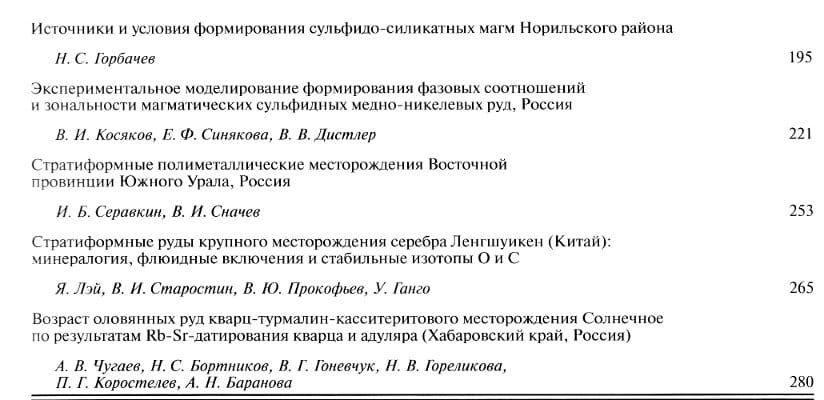 Источники и условия формирования сульфидо-силикатных магм Норильского района
Н. С. Горбачев 195
Экспериментальное моделирование формирования фазовых соотношений
и зональности магматических сульфидных медно-никелевых руд, Россия
В. И. Косяков, Е. Ф. Синякова, В. В. Дистлер 221
Стратиформные полиметаллические месторождения Восточной
провинции Южного Урала, Россия
И. Б. Серавкин, В. И. Сначев 253
Стратиформные руды крупного месторождения серебра Ленгшуикен (Китай):
минералогия, флюидные включения и стабильные изотопы О и С
Я. Лэй, В. И. Старостин, В. Ю. Прокофьев, У. Ганго 265
Возраст оловянных руд кварц-турмалин-касситеритового месторождения Солнечное
по результатам Rb-Sr-датирования кварца и адуляра (Хабаровский край, Россия)
А. В. Чугаев, Н. С. Бортников, В. Г. Гоневчук, Н. В. Гореликова,
П. Г. Коростелев, А. Н. Баранова 280